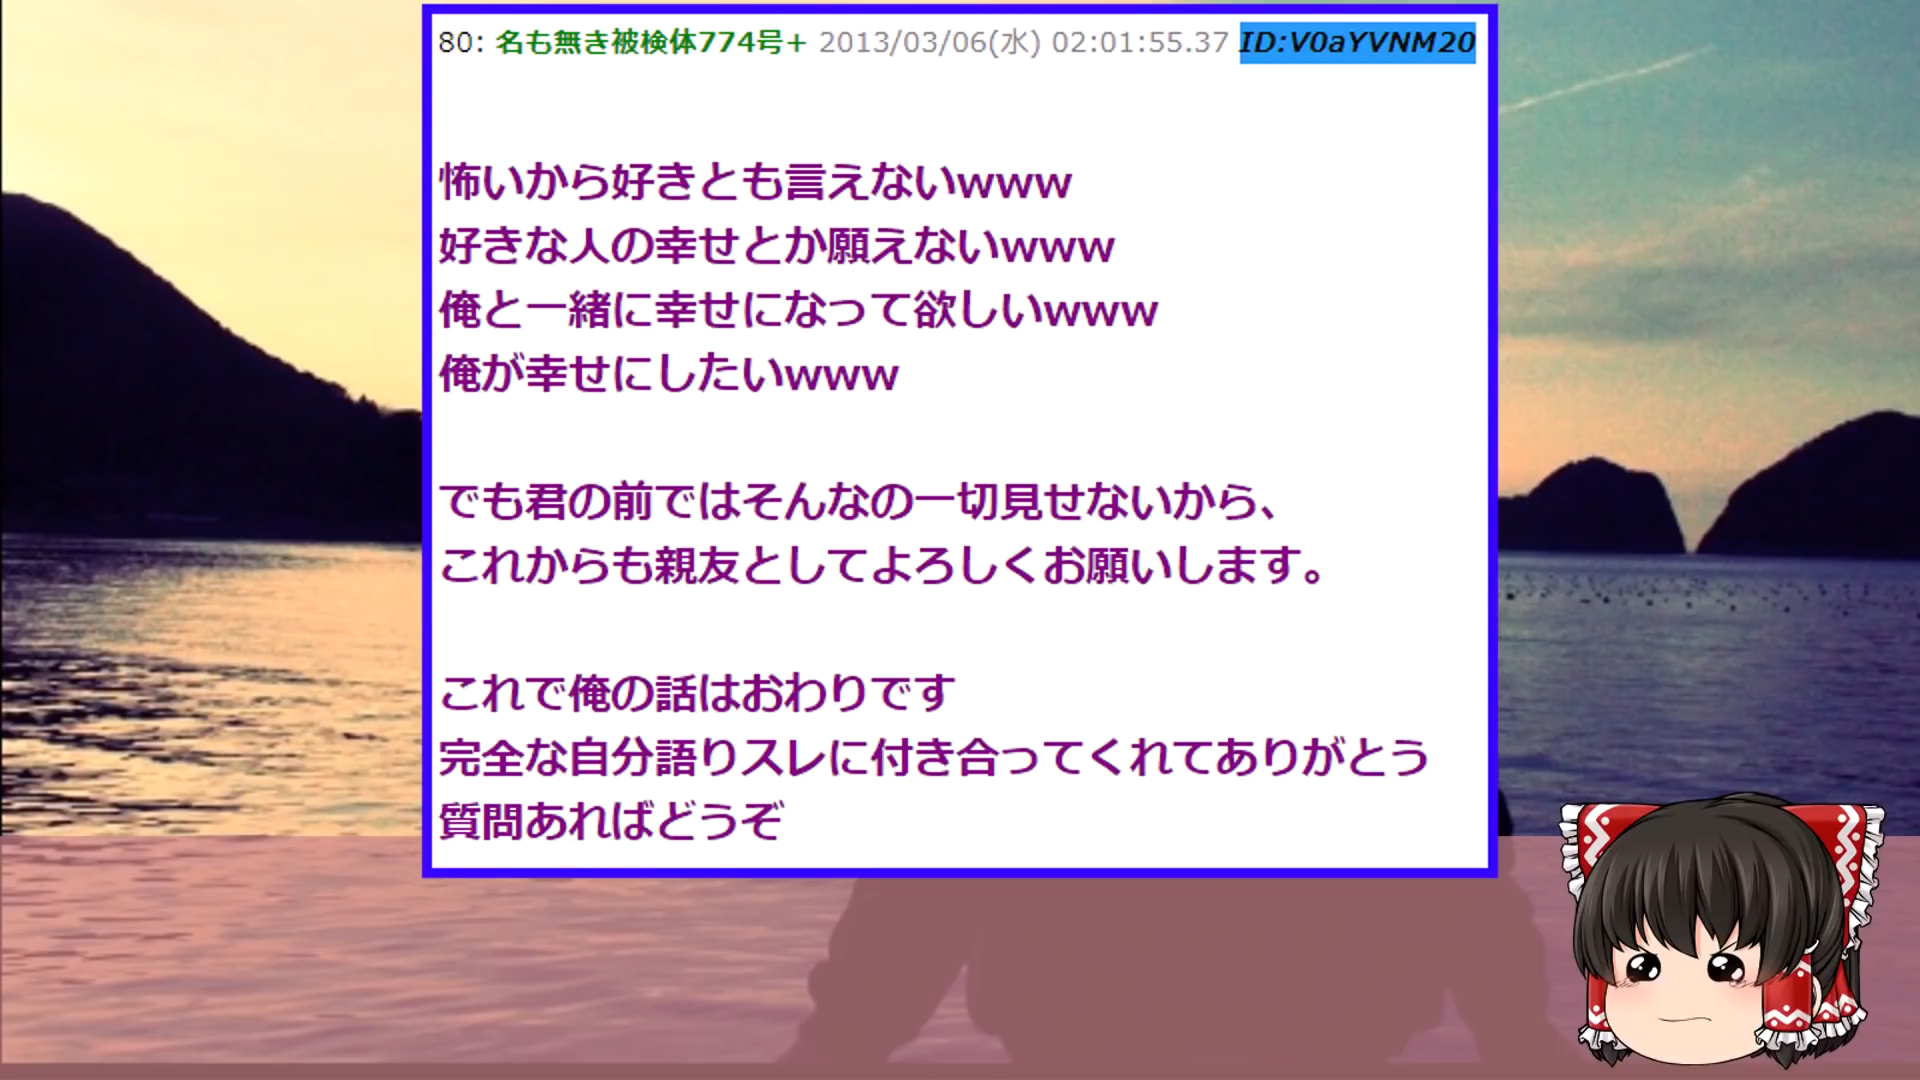 80: 名も無き被検体774号+ 2013/03/06(水) 02:01:55.37 ID:V0aYVNM20
怖いから好きとも言えないwww
好きな人の幸せとか願えないwww
俺と一緒に幸せになって欲しいwww
俺が幸せにしたいwww
でも君の前ではそんなの一切見せないから、
これからも親友としてよろしくお願いします。
これで俺の話はおわりです
完全な自分語りスレに付き合ってくれてありがとう
質問あればどうぞ